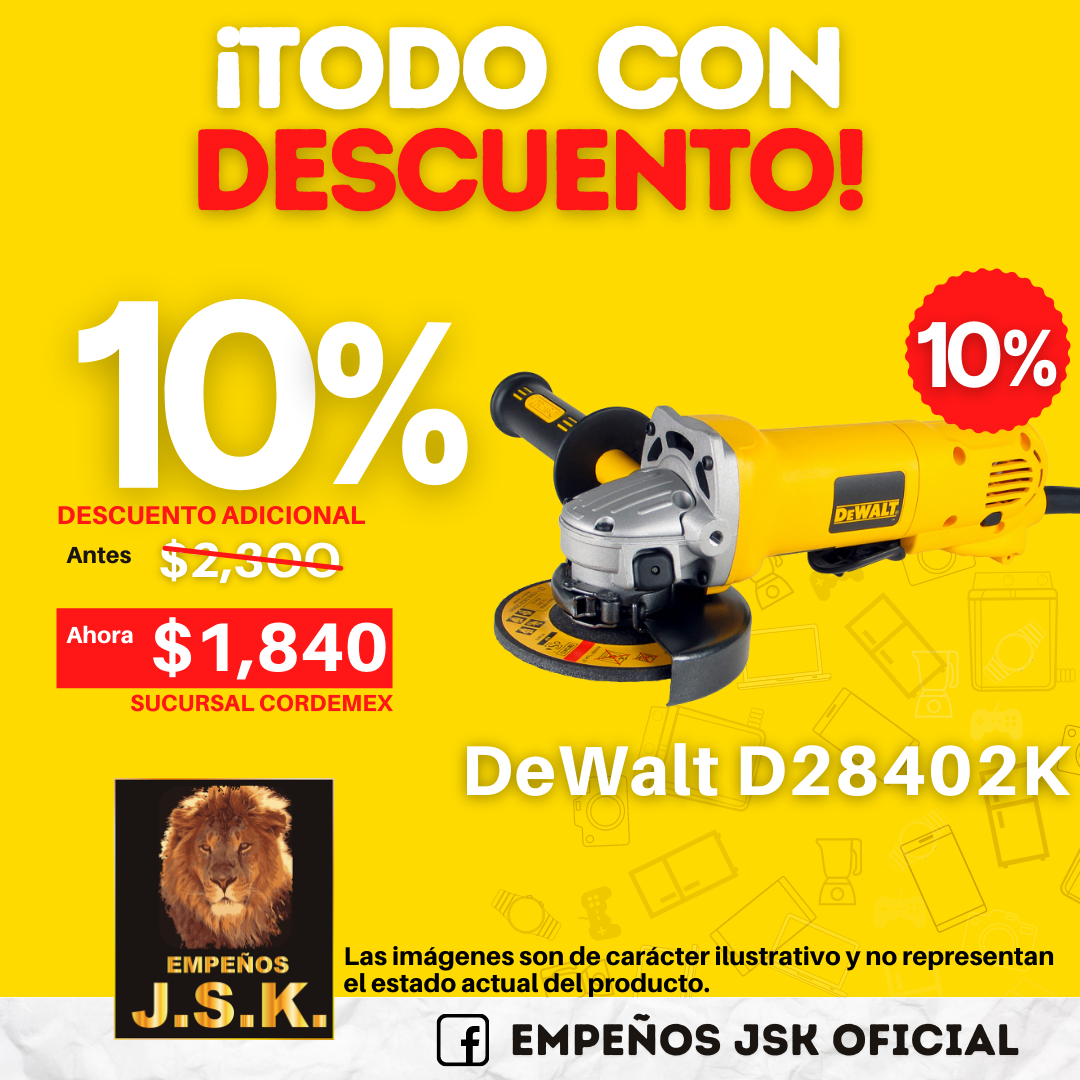 ¡TODO CON
DESCUENTO!
10%
10%
DEWALT
DESCUENTO ADICIONAL
Antes $2,300
Ahora $1,840
SUCURSAL CORDEMEX
DeWalt D28402K
EMPEÑOS
J.S.K.
Las imágenes son de carácter ilustrativo y no representan
el estado actual del producto.
f EMPEÑOS JSK OFICIAL